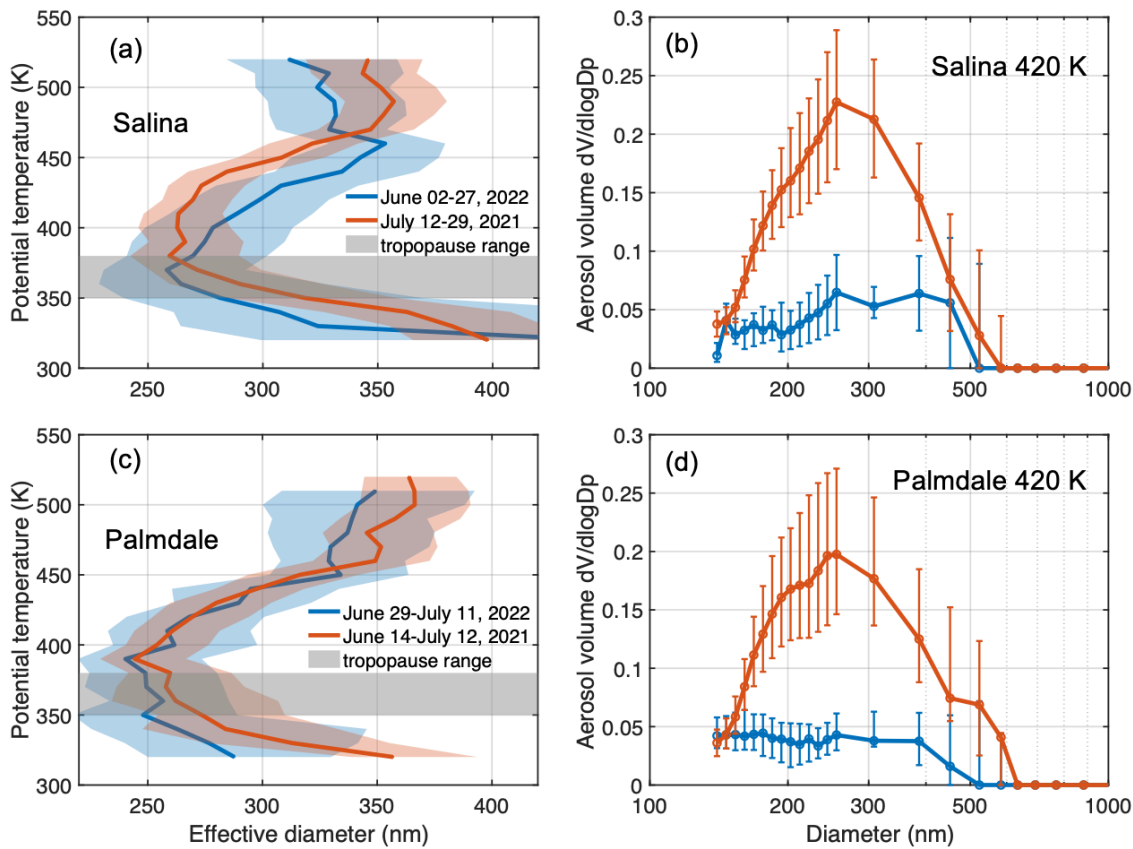 (a)
Salina
Potential temperature (K)
550
500
450
400
350
300
250
300
350
400
June 02-27, 2022
July 12-29, 2021
tropopause range
(b)
Salina 420 K
Aerosol volume dV/dlogDp
0.3
0.25
0.2
0.15
0.1
0.05
0
100
200
300
500
1000
(c)
Palmdale
Potential temperature (K)
550
500
450
400
350
300
250
300
350
400
Effective diameter (nm)
June 29-July 11, 2022
June 14-July 12, 2021
tropopause range
(d)
Palmdale 420 K
Aerosol volume dV/dlogDp
0.3
0.25
0.2
0.15
0.1
0.05
0
100
200
300
500
1000
Diameter (nm)